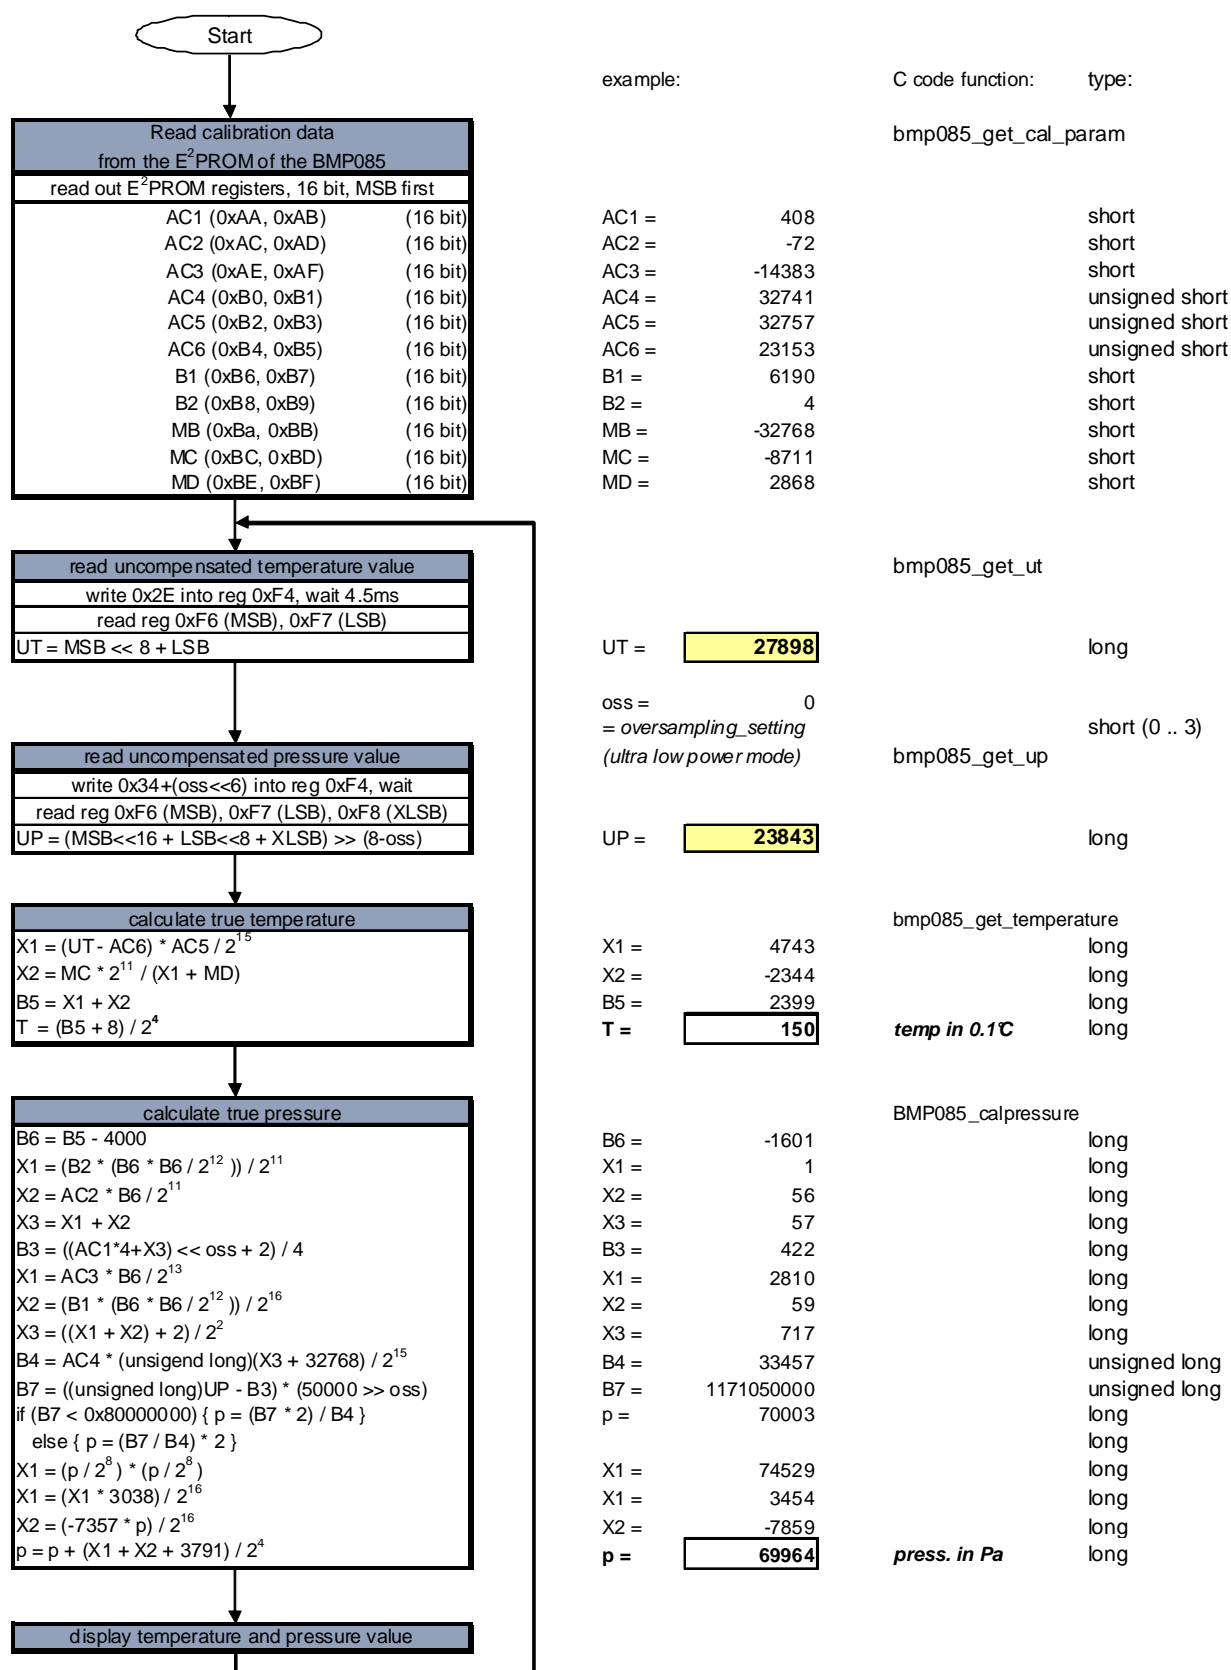 Start
example: C code function: type:
Read calibration data bmp085_get_cal_param
from the E²PROM of the BMP085
read out E²PROM registers, 16 bit, MSB first
AC1 (0xAA, 0xAB) (16 bit) AC1 = 408 short
AC2 (0xAC, 0xAD) (16 bit) AC2 = -72 short
AC3 (0xAE, 0xAF) (16 bit) AC3 = -14383 short
AC4 (0xB0, 0xB1) (16 bit) AC4 = 32741 unsigned short
AC5 (0xB2, 0xB3) (16 bit) AC5 = 32757 unsigned short
AC6 (0xB4, 0xB5) (16 bit) AC6 = 23153 unsigned short
B1 (0xB6, 0xB7) (16 bit) B1 = 6190 short
B2 (0xB8, 0xB9) (16 bit) B2 = 4 short
MB (0xBa, 0xBB) (16 bit) MB = -32768 short
MC (0xBC, 0xBD) (16 bit) MC = -8711 short
MD (0xBE, 0xBF) (16 bit) MD = 2868 short
read uncompensated temperature value bmp085_get_ut
write 0x2E into reg 0xF4, wait 4.5ms
read reg 0xF6 (MSB), 0xF7 (LSB)
UT = MSB << 8 + LSB UT = 27898 long
oss = 0
= oversampling_setting short (0 .. 3)
read uncompensated pressure value (ultra low power mode) bmp085_get_up
write 0x34+(oss<<6) into reg 0xF4, wait
read reg 0xF6 (MSB), 0xF7 (LSB), 0xF8 (XLSB)
UP = (MSB<<16 + LSB<<8 + XLSB) >> (8-oss) UP = 23843 long
calculate true temperature bmp085_get_temperature
X1 = (UT - AC6) * AC5 / 2¹⁵ X1 = 4743 long
X2 = MC * 2¹¹ / (X1 + MD) X2 = -2344 long
B5 = X1 + X2 B5 = 2399 long
T = (B5 + 8) / 2⁴ T = 150 temp in 0.1°C long
calculate true pressure BMP085_calpressure
B6 = B5 - 4000 B6 = -1601 long
X1 = (B2 * (B6 * B6 / 2¹² )) / 2¹¹ X1 = 1 long
X2 = AC2 * B6 / 2¹¹ X2 = 56 long
X3 = X1 + X2 X3 = 57 long
B3 = ((AC1*4+X3) << oss + 2) / 4 B3 = 422 long
X1 = AC3 * B6 / 2¹³ X1 = 2810 long
X2 = (B1 * (B6 * B6 / 2¹² )) / 2¹⁶ X2 = 59 long
X3 = ((X1 + X2) + 2) / 2² X3 = 717 long
B4 = AC4 * (unsigend long)(X3 + 32768) / 2¹⁵ B4 = 33457 unsigned long
B7 = ((unsigned long)UP - B3) * (50000 >> oss) B7 = 1171050000 unsigned long
if (B7 < 0x80000000) { p = (B7 * 2) / B4 } p = 70003 long
else { p = (B7 / B4) * 2 } long
X1 = (p / 2⁸ ) * (p / 2⁸ ) X1 = 74529 long
X1 = (X1 * 3038) / 2¹⁶ X1 = 3454 long
X2 = (-7357 * p) / 2¹⁶ X2 = -7859 long
p = p + (X1 + X2 + 3791) / 2⁴ p = 69964 press. in Pa long
display temperature and pressure value